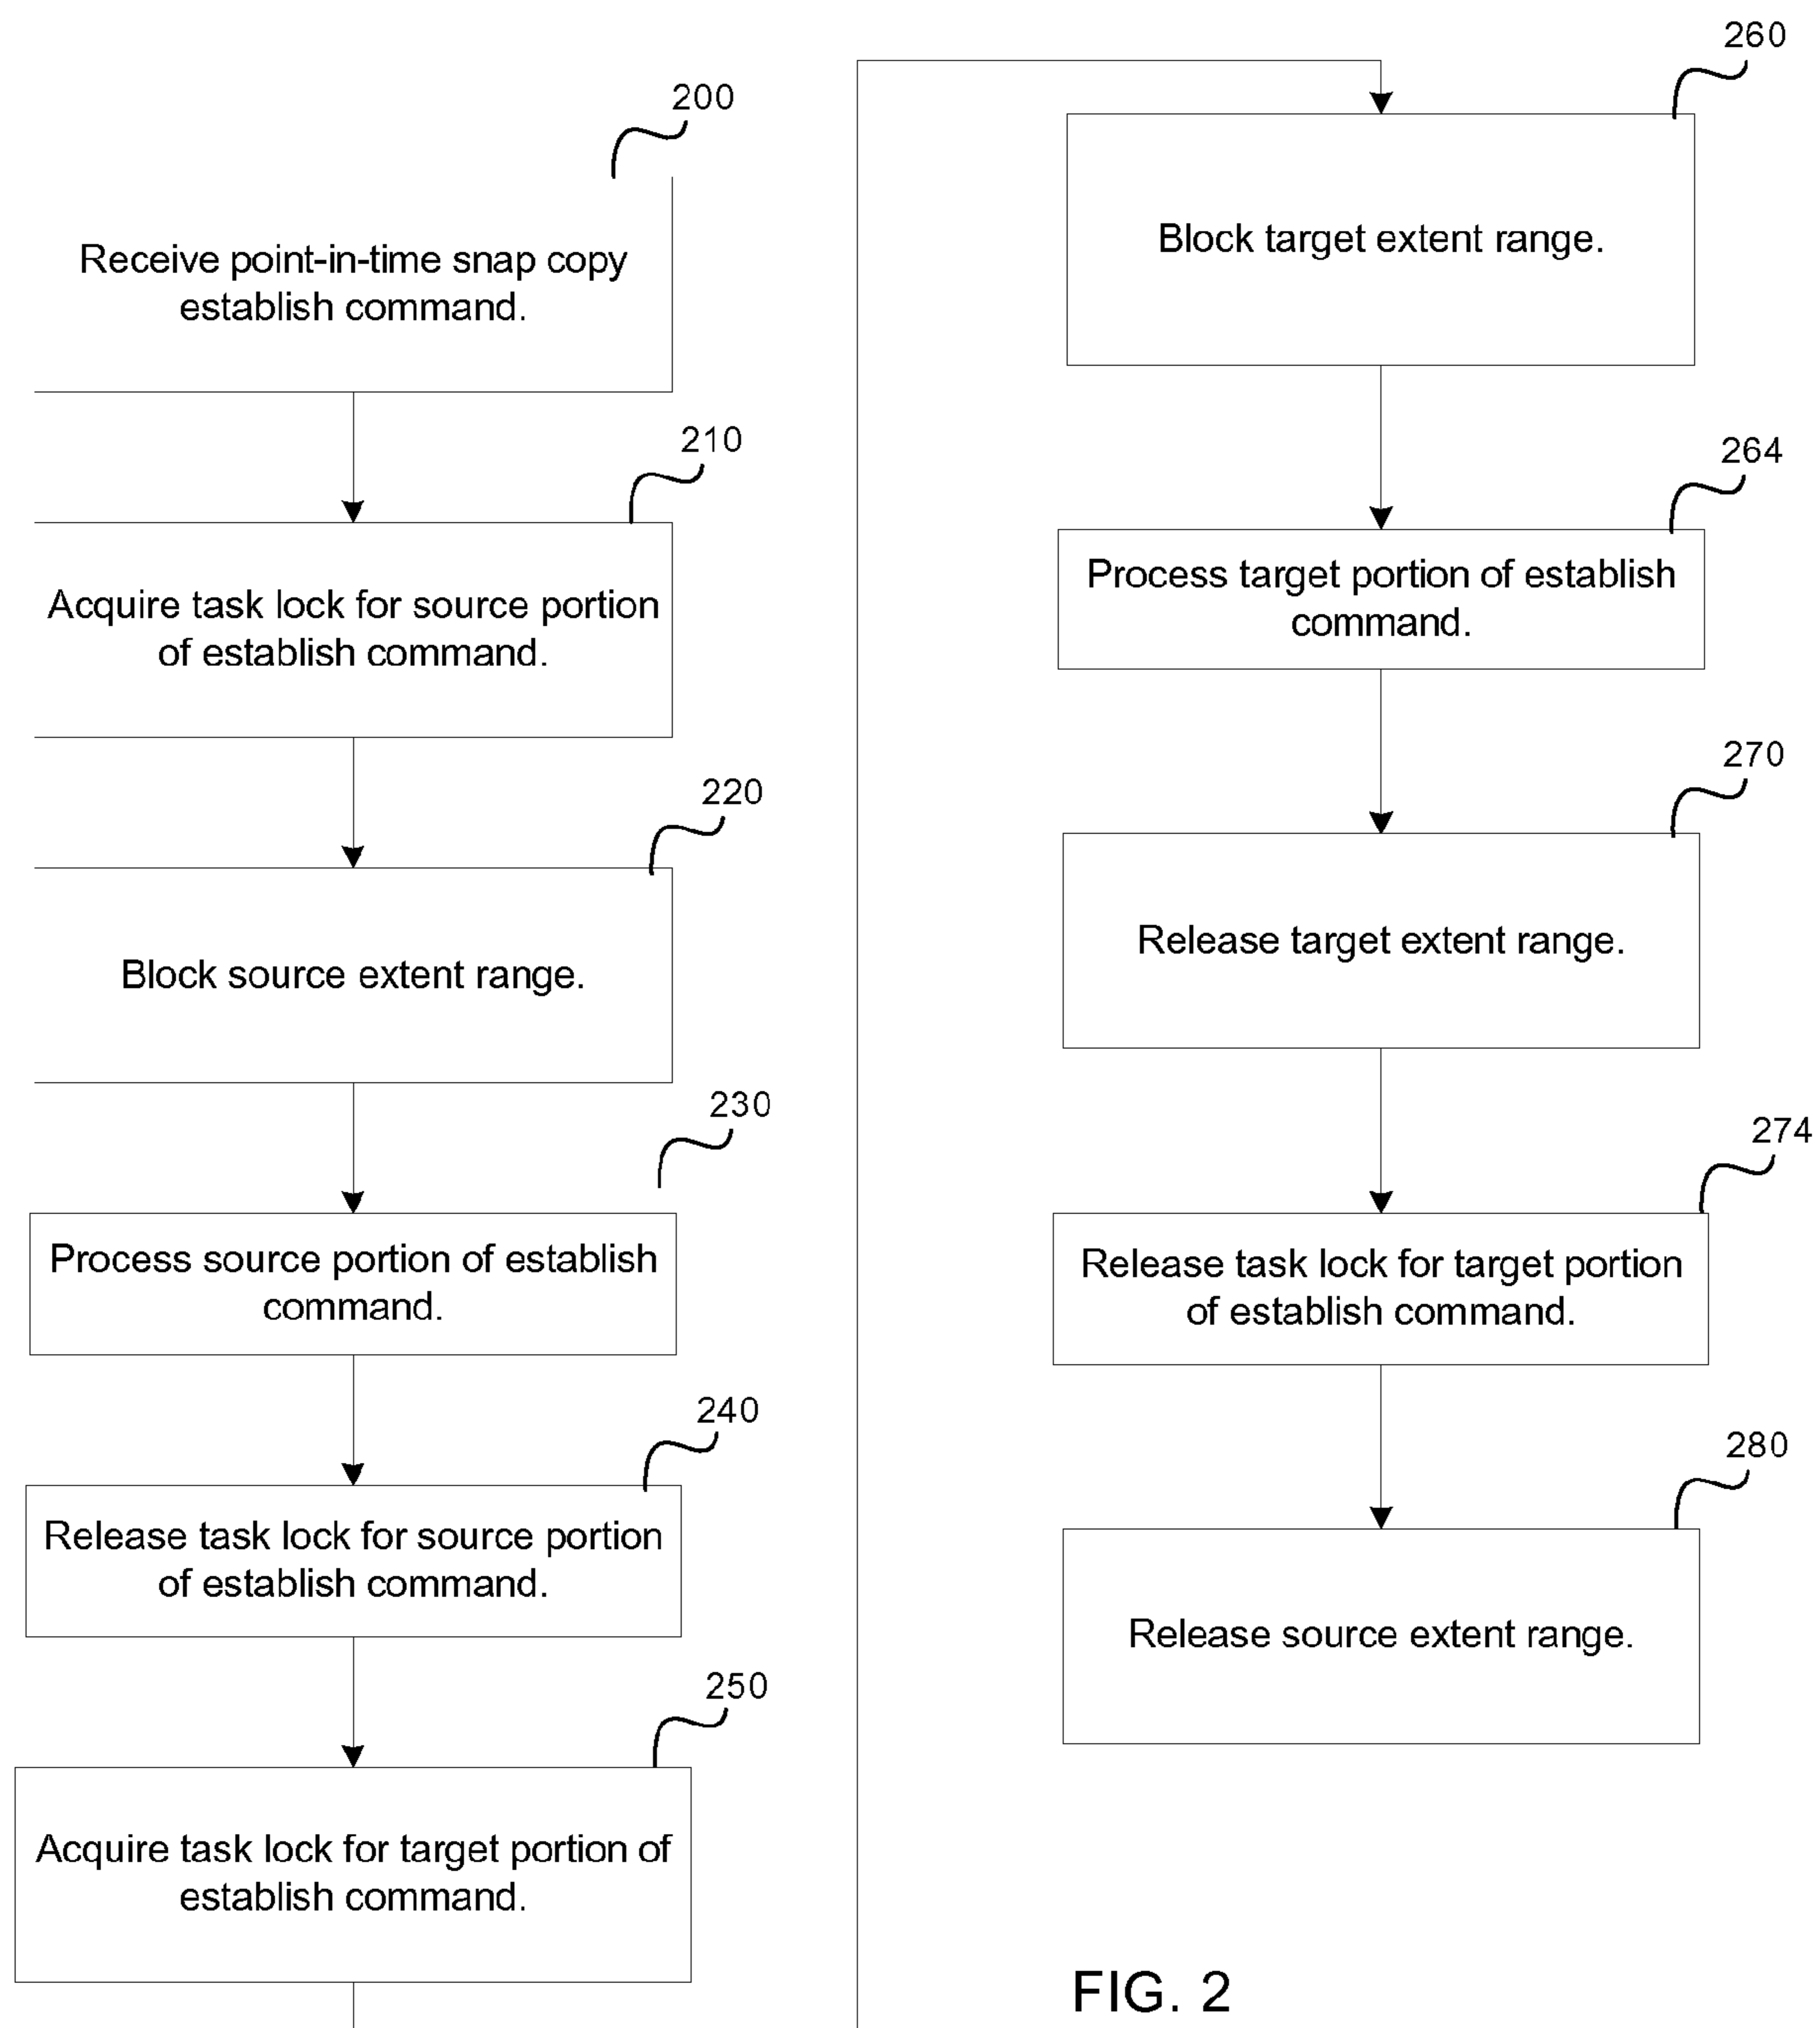 200
Receive point-in-time snap copy
establish command.
210
Acquire task lock for source portion
of establish command.
220
Block source extent range.
230
Process source portion of establish
command.
240
Release task lock for source portion
of establish command.
250
Acquire task lock for target portion of
establish command.
260
Block target extent range.
264
Process target portion of establish
command.
270
Release target extent range.
274
Release task lock for target portion
of establish command.
280
Release source extent range.
FIG. 2